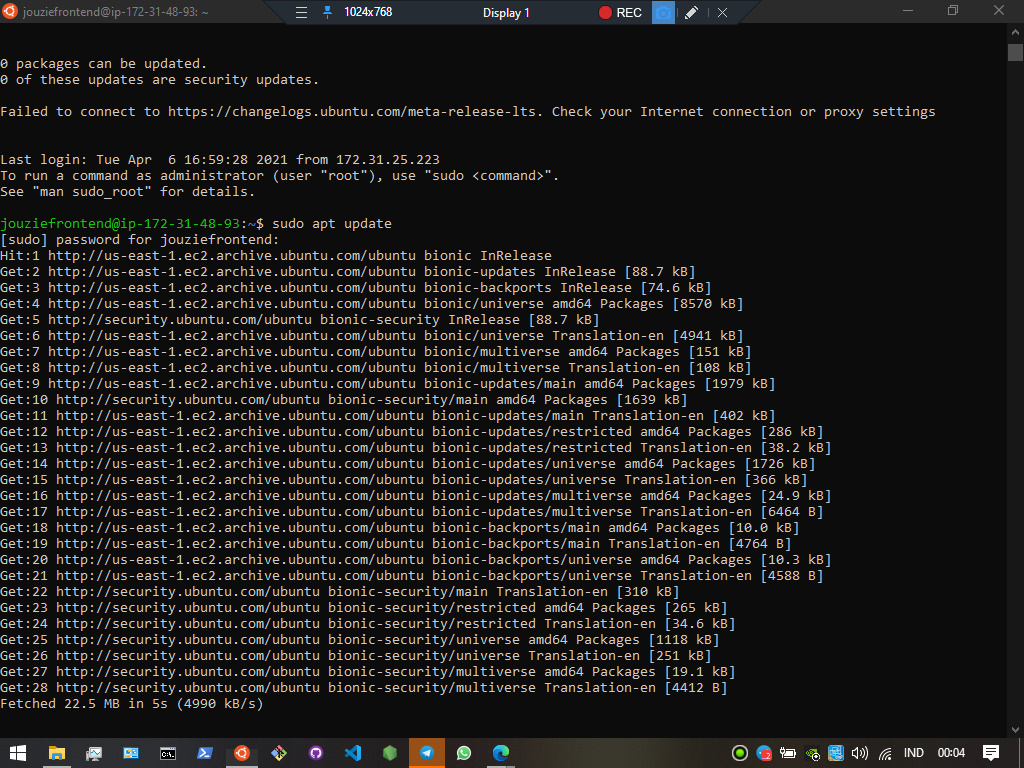 jouziefrontend@ip-172-31-48-93: ~
1024x768
Display 1
REC
0 packages can be updated.
0 of these updates are security updates.
Failed to connect to https://changelogs.ubuntu.com/meta-release-lts. Check your Internet connection or proxy settings
Last login: Tue Apr  6 16:59:28 2021 from 172.31.25.223
To run a command as administrator (user "root"), use "sudo <command>".
See "man sudo_root" for details.
jouziefrontend@ip-172-31-48-93:~$ sudo apt update
[sudo] password for jouziefrontend:
Hit:1 http://us-east-1.ec2.archive.ubuntu.com/ubuntu bionic InRelease
Get:2 http://us-east-1.ec2.archive.ubuntu.com/ubuntu bionic-updates InRelease [88.7 kB]
Get:3 http://us-east-1.ec2.archive.ubuntu.com/ubuntu bionic-backports InRelease [74.6 kB]
Get:4 http://us-east-1.ec2.archive.ubuntu.com/ubuntu bionic/universe amd64 Packages [8570 kB]
Get:5 http://security.ubuntu.com/ubuntu bionic-security InRelease [88.7 kB]
Get:6 http://us-east-1.ec2.archive.ubuntu.com/ubuntu bionic/universe Translation-en [4941 kB]
Get:7 http://us-east-1.ec2.archive.ubuntu.com/ubuntu bionic/multiverse amd64 Packages [151 kB]
Get:8 http://us-east-1.ec2.archive.ubuntu.com/ubuntu bionic/multiverse Translation-en [108 kB]
Get:9 http://us-east-1.ec2.archive.ubuntu.com/ubuntu bionic-updates/main amd64 Packages [1979 kB]
Get:10 http://security.ubuntu.com/ubuntu bionic-security/main amd64 Packages [1639 kB]
Get:11 http://us-east-1.ec2.archive.ubuntu.com/ubuntu bionic-updates/main Translation-en [402 kB]
Get:12 http://us-east-1.ec2.archive.ubuntu.com/ubuntu bionic-updates/restricted amd64 Packages [286 kB]
Get:13 http://us-east-1.ec2.archive.ubuntu.com/ubuntu bionic-updates/restricted Translation-en [38.2 kB]
Get:14 http://us-east-1.ec2.archive.ubuntu.com/ubuntu bionic-updates/universe amd64 Packages [1726 kB]
Get:15 http://us-east-1.ec2.archive.ubuntu.com/ubuntu bionic-updates/universe Translation-en [366 kB]
Get:16 http://us-east-1.ec2.archive.ubuntu.com/ubuntu bionic-updates/multiverse amd64 Packages [24.9 kB]
Get:17 http://us-east-1.ec2.archive.ubuntu.com/ubuntu bionic-updates/multiverse Translation-en [6464 B]
Get:18 http://us-east-1.ec2.archive.ubuntu.com/ubuntu bionic-backports/main amd64 Packages [10.0 kB]
Get:19 http://us-east-1.ec2.archive.ubuntu.com/ubuntu bionic-backports/main Translation-en [4764 B]
Get:20 http://us-east-1.ec2.archive.ubuntu.com/ubuntu bionic-backports/universe amd64 Packages [10.3 kB]
Get:21 http://us-east-1.ec2.archive.ubuntu.com/ubuntu bionic-backports/universe Translation-en [4588 B]
Get:22 http://security.ubuntu.com/ubuntu bionic-security/main Translation-en [310 kB]
Get:23 http://security.ubuntu.com/ubuntu bionic-security/restricted amd64 Packages [265 kB]
Get:24 http://security.ubuntu.com/ubuntu bionic-security/restricted Translation-en [34.6 kB]
Get:25 http://security.ubuntu.com/ubuntu bionic-security/universe amd64 Packages [1118 kB]
Get:26 http://security.ubuntu.com/ubuntu bionic-security/universe Translation-en [251 kB]
Get:27 http://security.ubuntu.com/ubuntu bionic-security/multiverse amd64 Packages [19.1 kB]
Get:28 http://security.ubuntu.com/ubuntu bionic-security/multiverse Translation-en [4412 B]
Fetched 22.5 MB in 5s (4990 kB/s)
IND
00:04